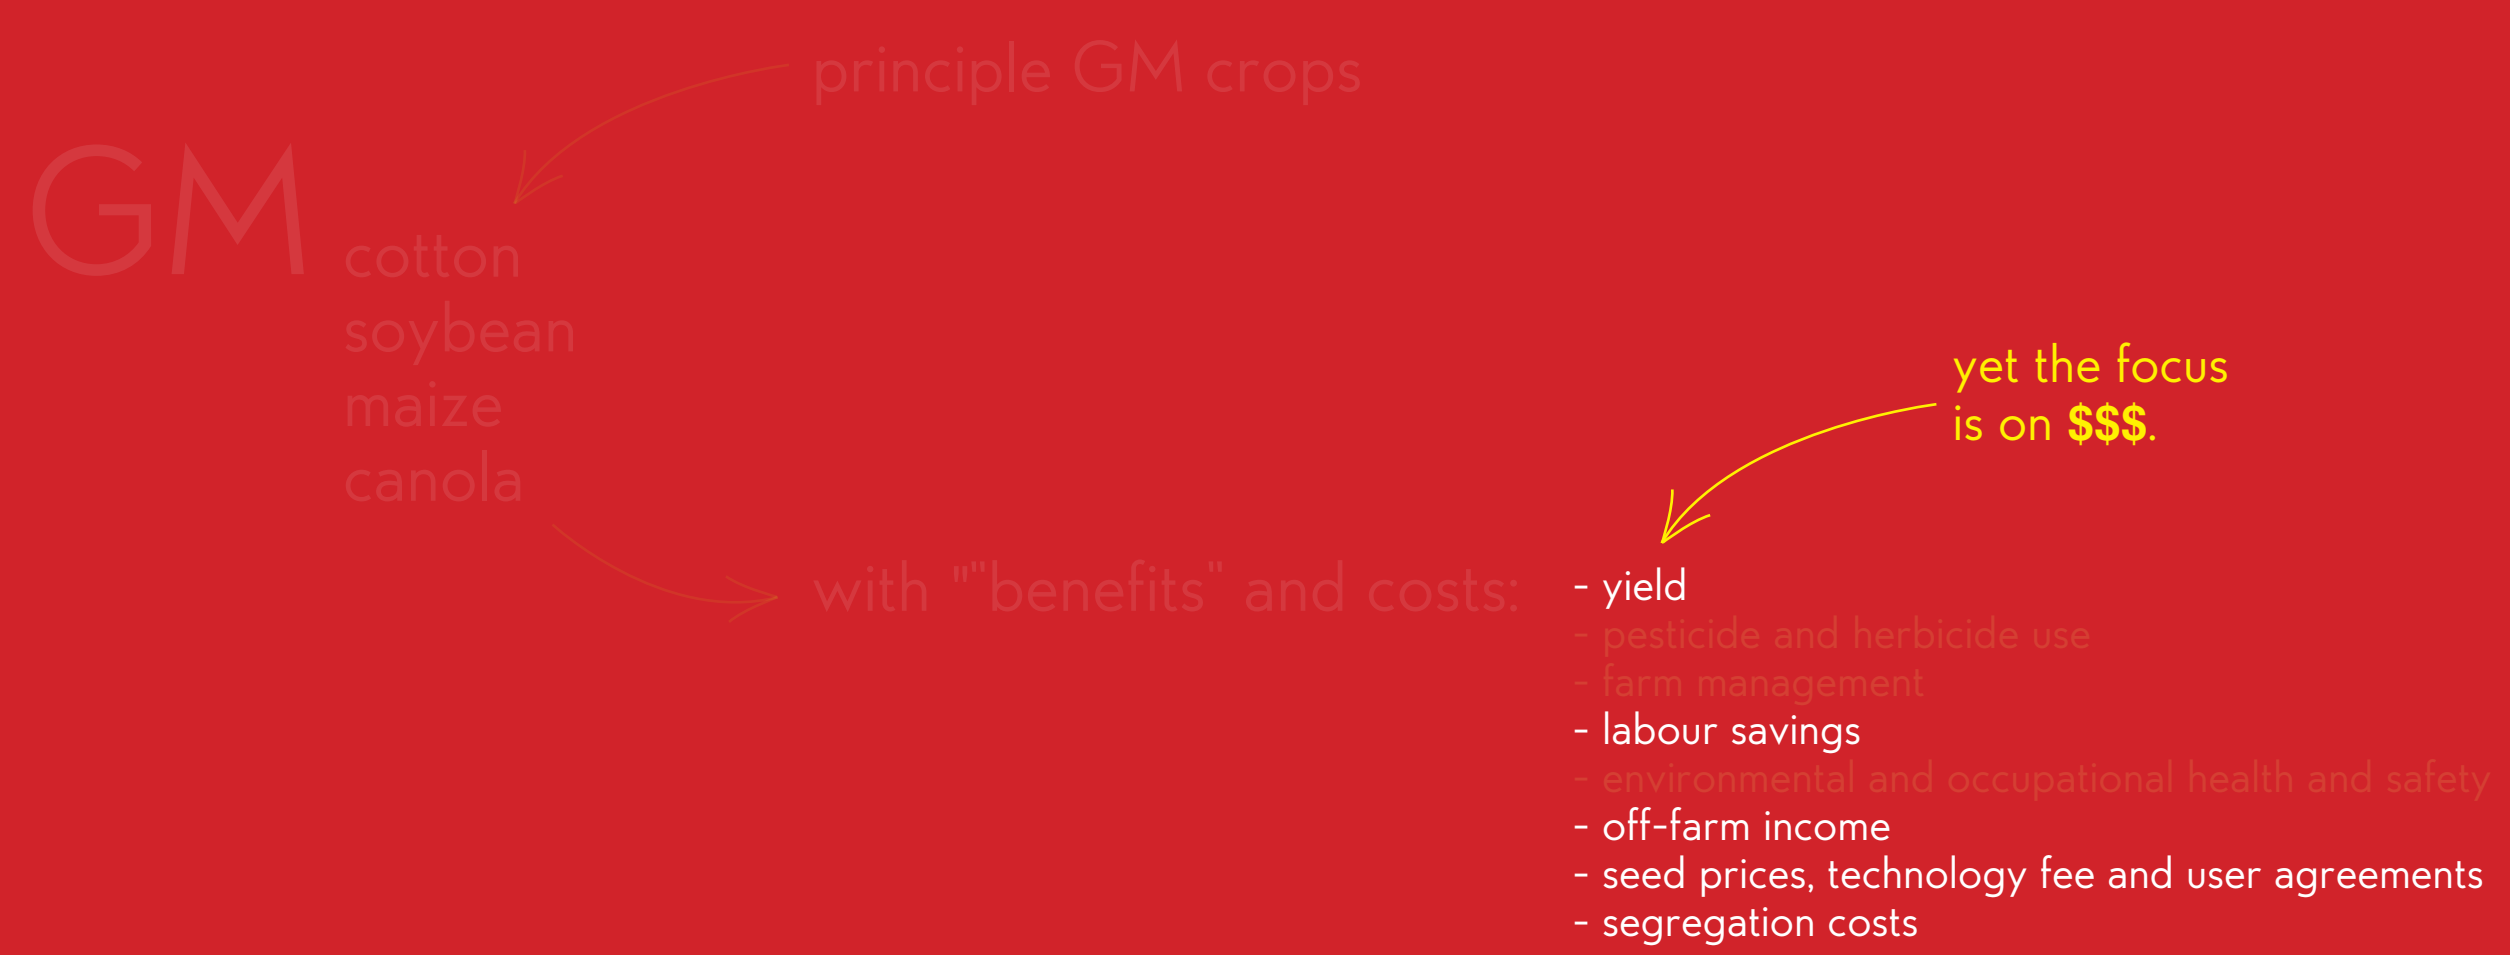 principle GM crops
GM
cotton
soybean
maize
canola
yet the focus
is on $$$.
with "“benefits" and costs:
- yield
- pesticide and herbicide use
- farm management
- labour savings
- environmental and occupational health and safety
- off-farm income
- seed prices, technology fee and user agreements
- segregation costs